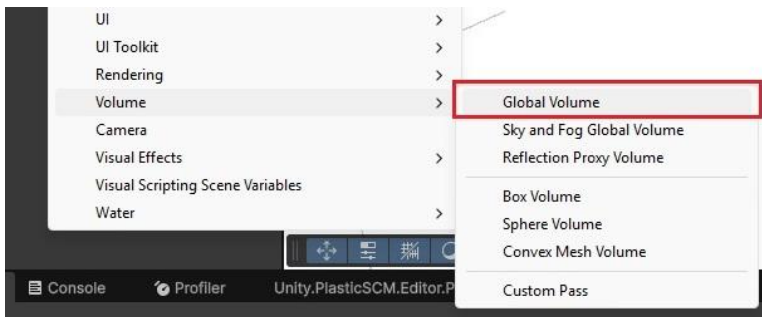 UI
UI Toolkit
Rendering
Volume
Camera
Visual Effects
Visual Scripting Scene Variables
Water
Global Volume
Sky and Fog Global Volume
Reflection Proxy Volume
Box Volume
Sphere Volume
Convex Mesh Volume
Custom Pass
Console
Profiler
Unity.PlasticSCM.Editor.P